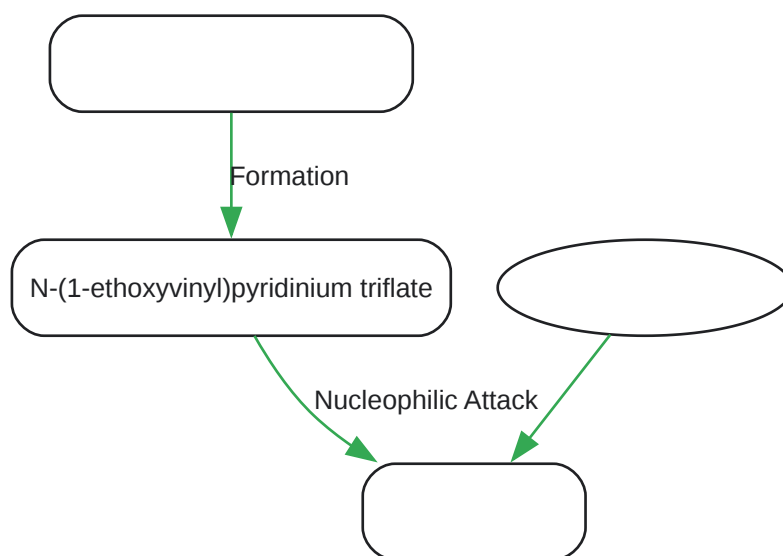 Formation
N-(1-ethoxyvinyl)pyridinium triflate
Nucleophilic Attack